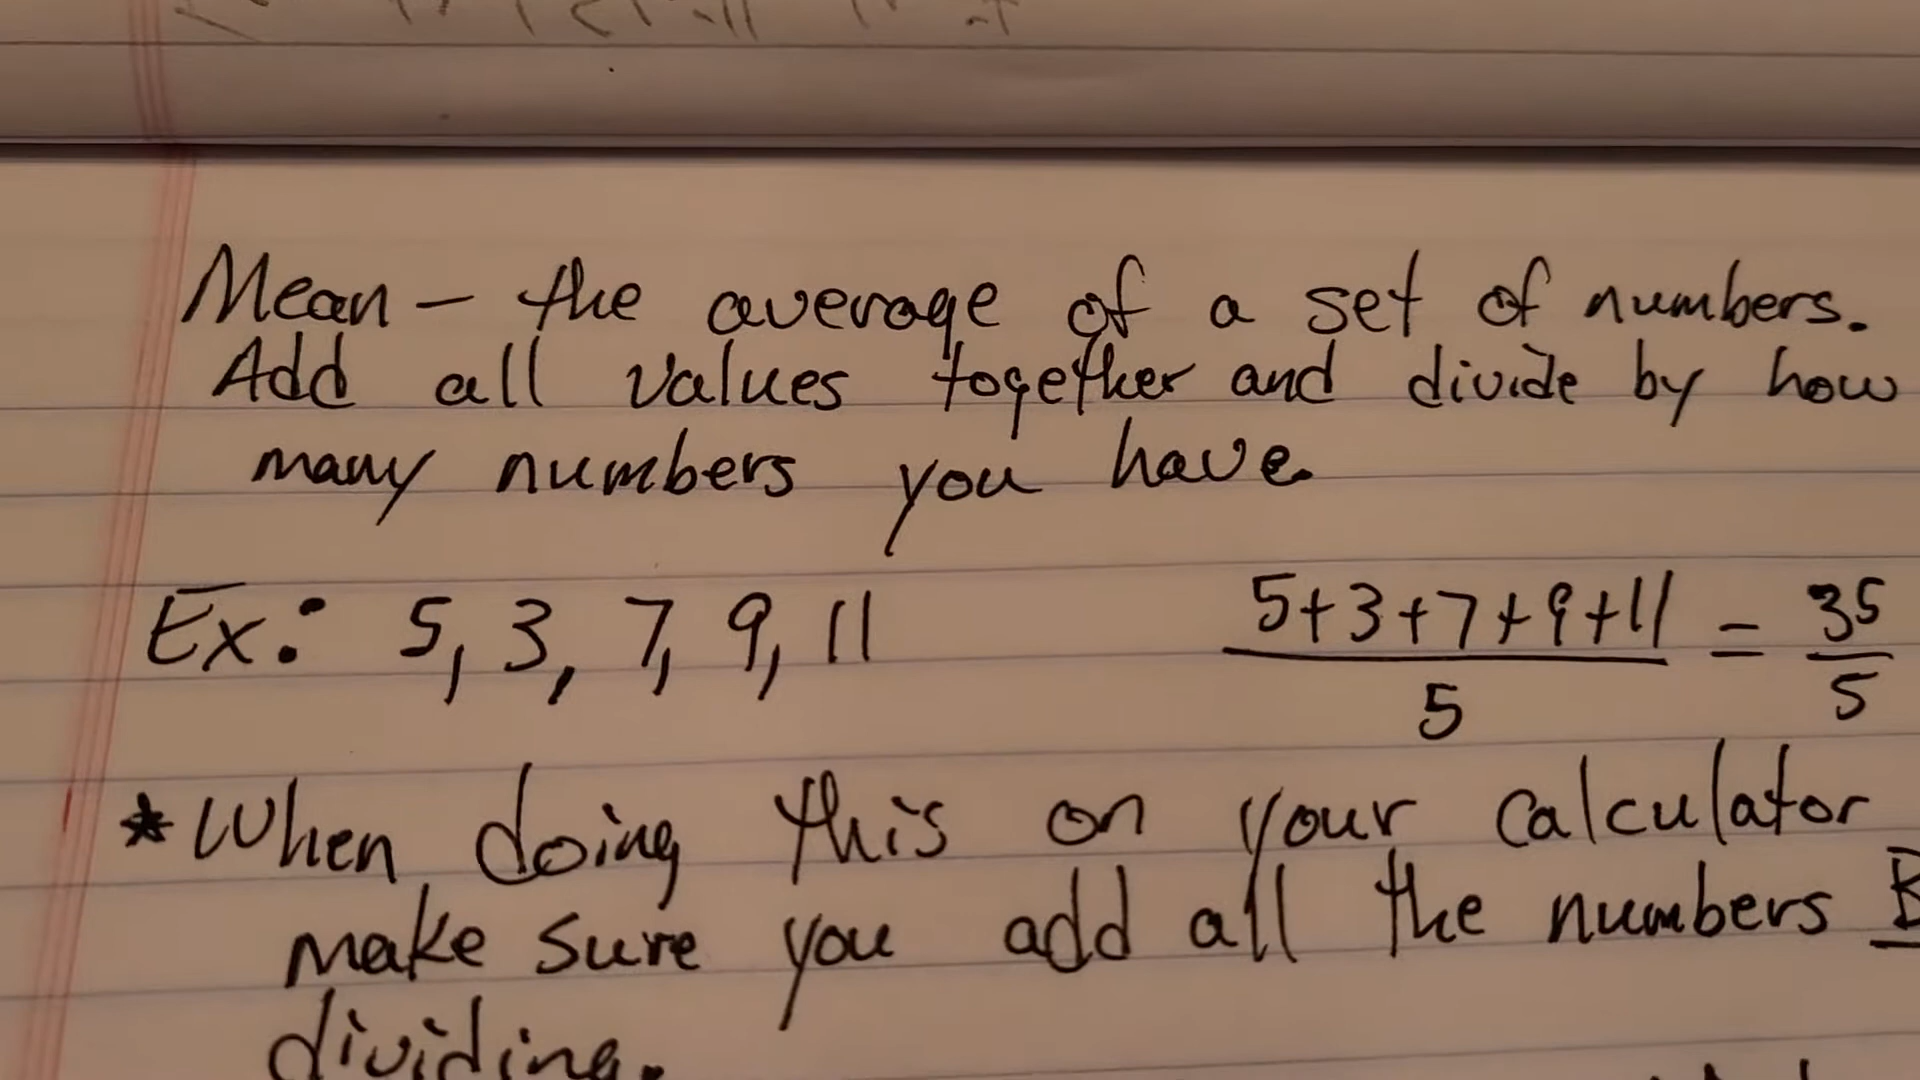 Mean - the average of a set of numbers.
Add all values together and divide by how
many numbers you have.
Ex: 5, 3, 7, 9, 11 5+3+7+9+11 / 5 = 35 / 5
*When doing this on your calculator
make sure you add all the numbers
dividing.